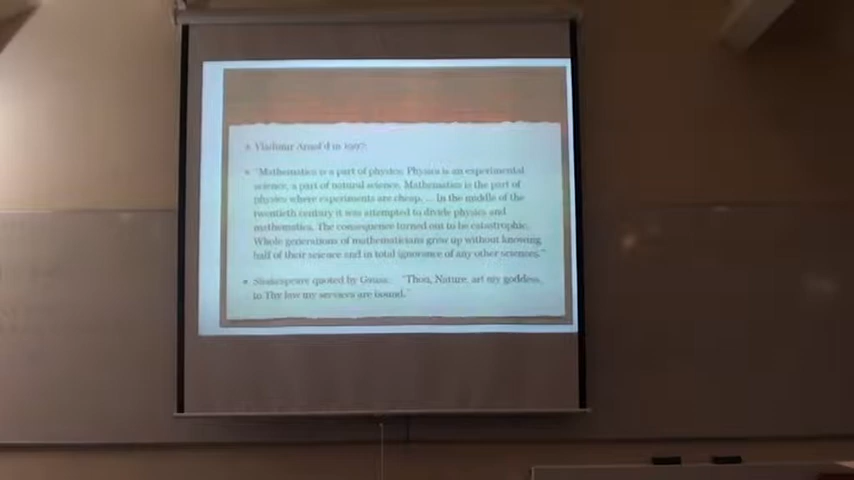 Vladimir Arnol'd in 1997:
"Mathematics is a part of physics. Physics is an experimental
science, a part of natural science. Mathematics is the part of
physics where experiments are cheap. ... In the middle of the
twentieth century it was attempted to divide physics and
mathematics. The consequence turned out to be catastrophic.
Whole generations of mathematicians grew up without knowing
half of their science and in total ignorance of any other sciences."
Shakespeare quoted by Gauss: "Thou, Nature, art my goddess,
to Thy law my services are bound."